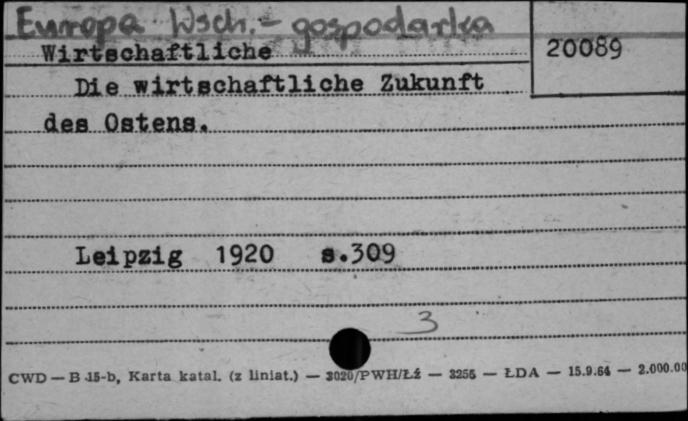 Europa Wsch. - gospodarka
Wirtschaftliche
20089
Die wirtschaftliche Zukunft
des Ostens.
Leipzig 1920 s.309
3
CWD — B 15-b, Karta katal. (z liniat.) — 3020/PWH/Łż — 3256 — ŁDA — 15.9.64 — 2.000.00